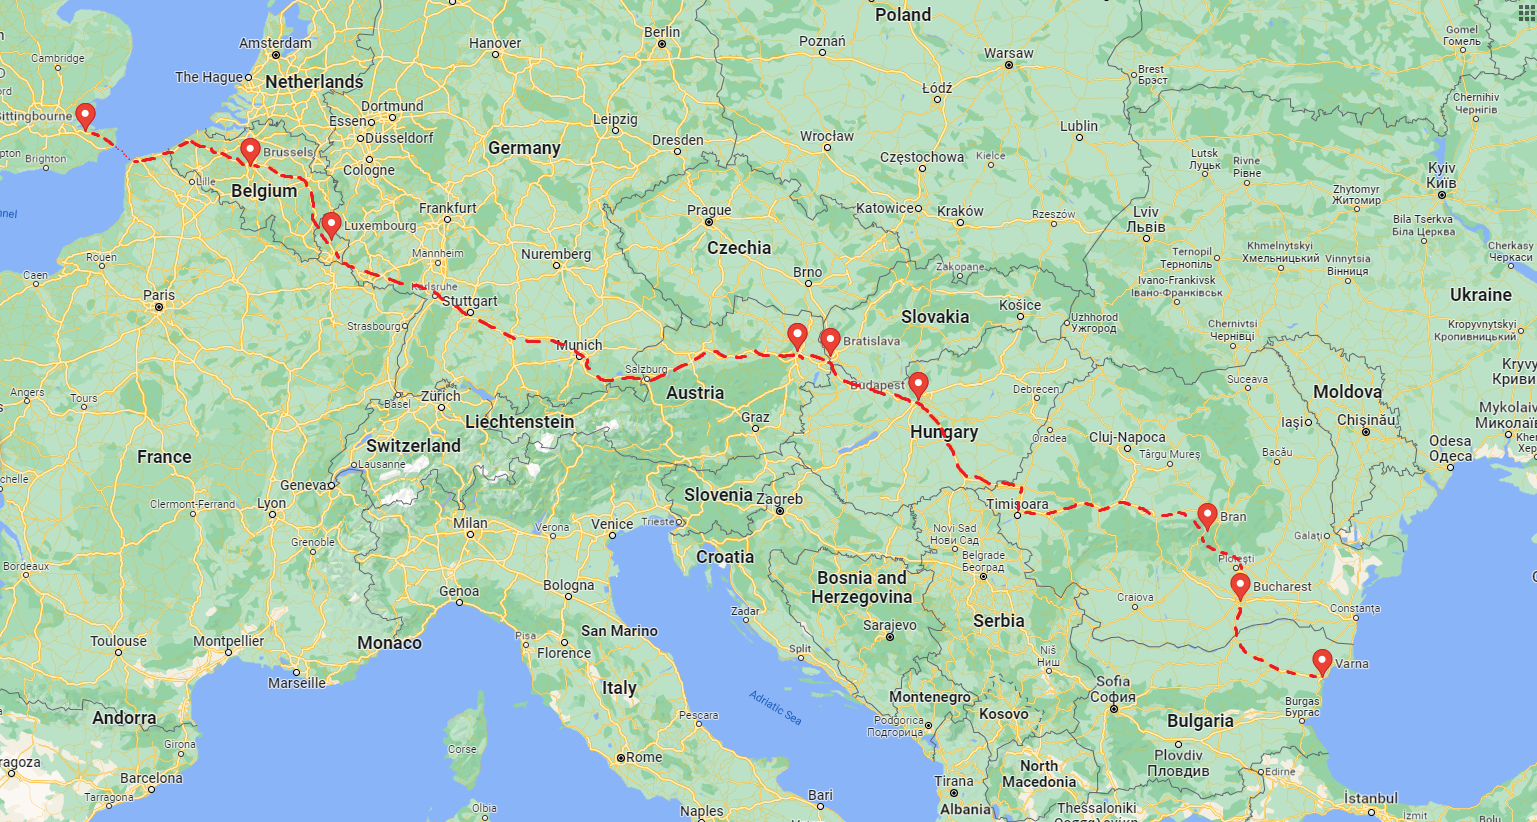 Poland
Gomel
Гомель
Berlin
Amsterdam
Hanover
Poznań
Warsaw
Cambridge
Brest
Брэст
The Hague
Netherlands
Łódź
Chernihiv
Чернігів
Dortmund
Sittingbourne
Essen
Leipzig
Düsseldorf
Lublin
Dresden
Wrocław
Germany
Brussels
Brighton
Częstochowa
Kielce
Lutsk
Луцьк
Rivne
Рівне
Cologne
Kyiv
Київ
Lille
Belgium
Zhytomyr
Житомир
Frankfurt
Prague
Katowice
Kraków
Rzeszów
Lviv
Львів
Bila Tserkva
Біла Церква
Luxembourg
Czechia
Mannheim
Nuremberg
Ternopil
Тернопіль
Khmelnytskyi
Хмельницький
Vinnytsia
Вінниця
Cherkasy
Черкаси
Rouen
Caen
Brno
Zakopane
Ivano-Frankivsk
Івано-Франківськ
Karlsruhe
Paris
Stuttgart
Košice
Ukraine
Slovakia
Uzhhorod
Ужгород
Strasbourg
Chernivtsi
Чернівці
Kropyvnytskyi
Кропивницький
Munich
Bratislava
Salzburg
Budapest
Austria
Debrecen
Suceava
Moldova
Angers
Tours
Basel
Zürich
Liechtenstein
Graz
Iași
Chișinău
Switzerland
Hungary
Oradea
Cluj-Napoca
Târgu Mureș
Bacău
Odesa
Одеса
France
Lausanne
Geneva
Clermont-Ferrand
Lyon
Slovenia
Zagreb
Timișoara
Bran
Milan
Verona
Venice
Trieste
Novi Sad
Нови Сад
Galați
Grenoble
Croatia
Belgrade
Београд
Ploiești
Bordeaux
Bosnia and
Herzegovina
Bucharest
Genoa
Bologna
Craiova
Constanța
Zadar
Toulouse
Montpellier
Monaco
Pisa
San Marino
Sarajevo
Serbia
Florence
Split
Niš
Ниш
Varna
Marseille
Italy
Adriatic Sea
Montenegro
Sofia
София
Andorra
Pescara
Podgorica
Подгорица
Kosovo
Bulgaria
Burgas
Бургас
Girona
Corse
Rome
Plovdiv
Пловдив
North
Macedonia
Edirne
Barcelona
Tirana
Tarragona
Olbia
Naples
Bari
Albania
Thessaloniki
İstanbul
İzmit